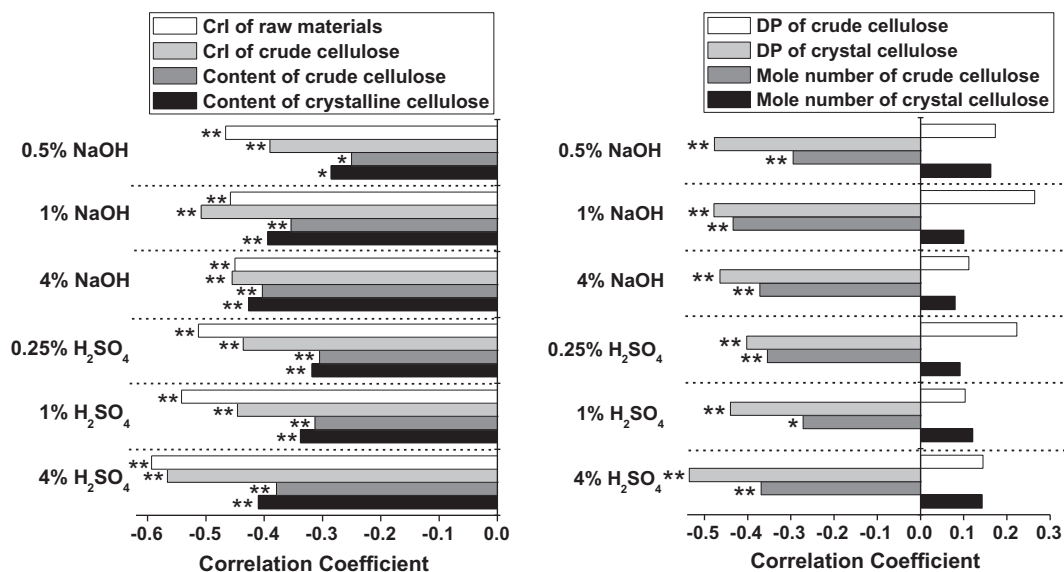 CrI of raw materials
CrI of crude cellulose
Content of crude cellulose
Content of crystalline cellulose
0.5% NaOH
**
**
*
*
1% NaOH
**
**
**
**
4% NaOH
**
**
**
**
0.25% H₂SO₄
**
**
**
**
1% H₂SO₄
**
**
**
**
4% H₂SO₄
**
**
**
**
-0.6 -0.5 -0.4 -0.3 -0.2 -0.1 0.0
Correlation Coefficient
DP of crude cellulose
DP of crystal cellulose
Mole number of crude cellulose
Mole number of crystal cellulose
0.5% NaOH
**
**
1% NaOH
**
**
4% NaOH
**
**
0.25% H₂SO₄
**
**
1% H₂SO₄
**
*
4% H₂SO₄
**
**
-0.5 -0.4 -0.3 -0.2 -0.1 0.0 0.1 0.2 0.3
Correlation Coefficient